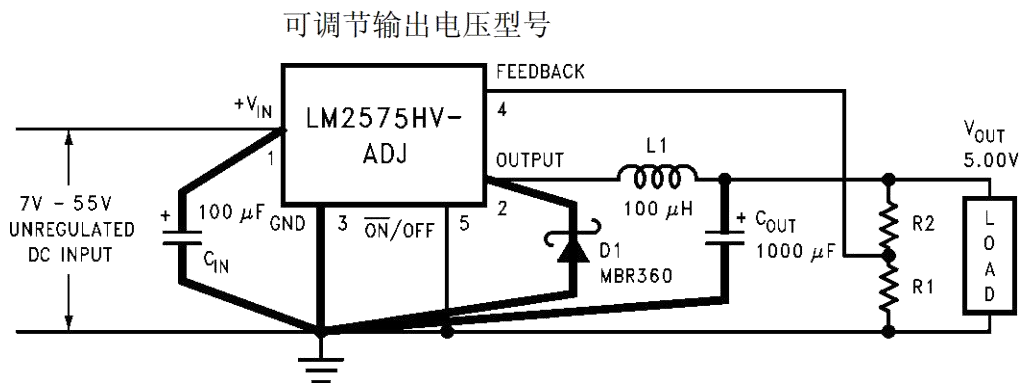 可调节输出电压型号
FEEDBACK
+VIN
4
LM2575HV-
ADJ
1
VOUT
5.00V
L1
OUTPUT
2
100 μH
7V - 55V
UNREGULATED
DC INPUT
+
100 μF
CIN
GND
3
ON/OFF
5
D1
MBR360
+
COUT
1000 μF
R2
R1
LOAD